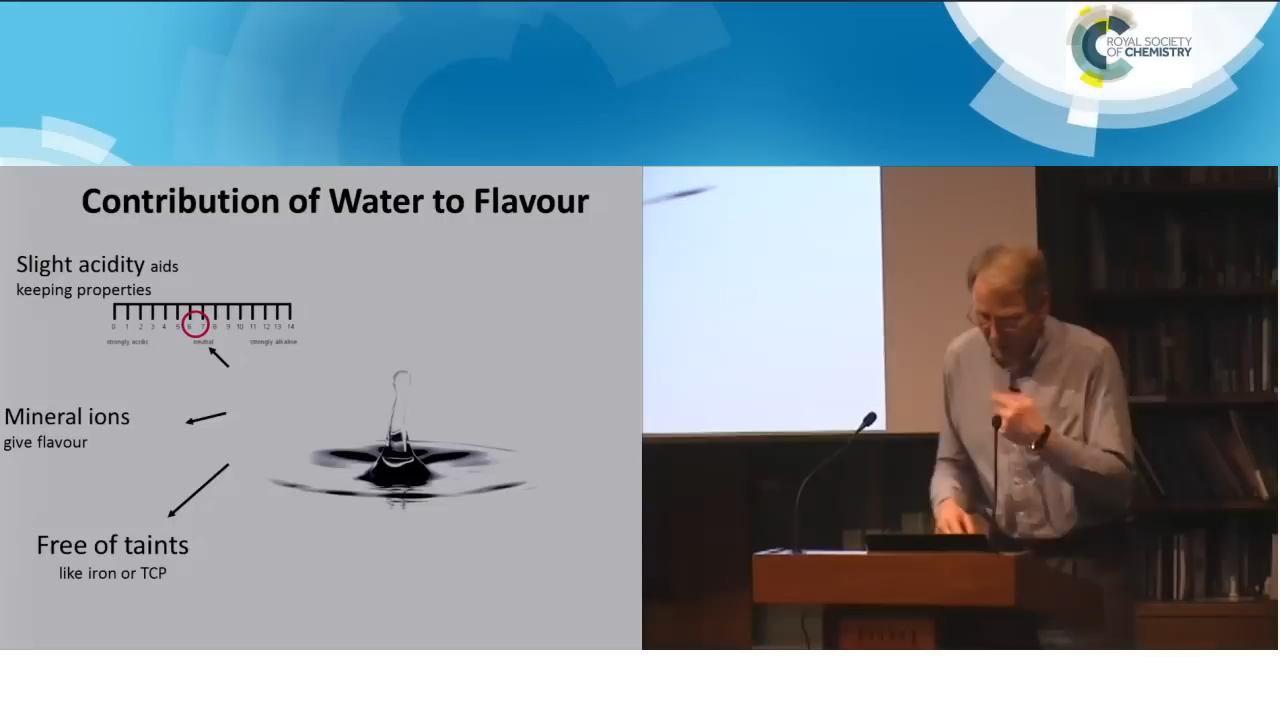 ROYAL SOCIETY
OF CHEMISTRY
Contribution of Water to Flavour
Slight acidity aids
keeping properties
0 1 2 3 4 5 6 7 8 9 10 11 12 13 14
strongly acidic neutral strongly alkaline
Mineral ions
give flavour
Free of taints
like iron or TCP